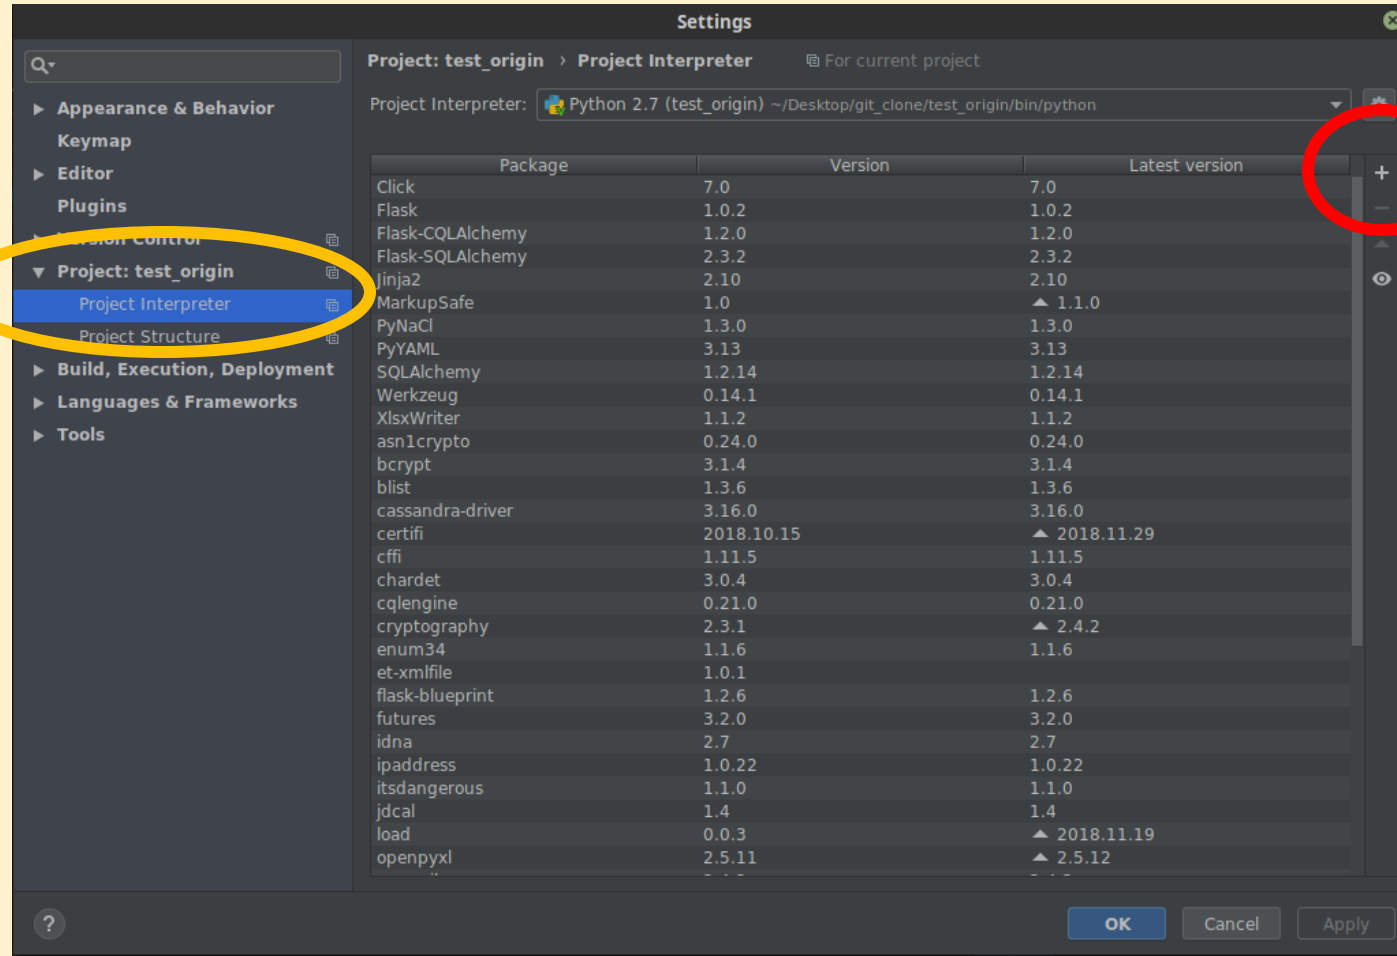 Settings
Project: test_origin › Project Interpreter For current project
Appearance & Behavior
Keymap
Editor
Plugins
Version Control
Project: test_origin
Project Interpreter
Project Structure
Build, Execution, Deployment
Languages & Frameworks
Tools
Project Interpreter: Python 2.7 (test_origin) ~/Desktop/git_clone/test_origin/bin/python
Package Version Latest version
Click 7.0 7.0
Flask 1.0.2 1.0.2
Flask-CQLAlchemy 1.2.0 1.2.0
Flask-SQLAlchemy 2.3.2 2.3.2
Jinja2 2.10 2.10
MarkupSafe 1.0 1.1.0
PyNaCl 1.3.0 1.3.0
PyYAML 3.13 3.13
SQLAlchemy 1.2.14 1.2.14
Werkzeug 0.14.1 0.14.1
XlsxWriter 1.1.2 1.1.2
asn1crypto 0.24.0 0.24.0
bcrypt 3.1.4 3.1.4
blist 1.3.6 1.3.6
cassandra-driver 3.16.0 3.16.0
certifi 2018.10.15 2018.11.29
cffi 1.11.5 1.11.5
chardet 3.0.4 3.0.4
cqlengine 0.21.0 0.21.0
cryptography 2.3.1 2.4.2
enum34 1.1.6 1.1.6
et-xmlfile 1.0.1
flask-blueprint 1.2.6 1.2.6
futures 3.2.0 3.2.0
idna 2.7 2.7
ipaddress 1.0.22 1.0.22
itsdangerous 1.1.0 1.1.0
jdcal 1.4 1.4
load 0.0.3 2018.11.19
openpyxl 2.5.11 2.5.12
? OK Cancel Apply